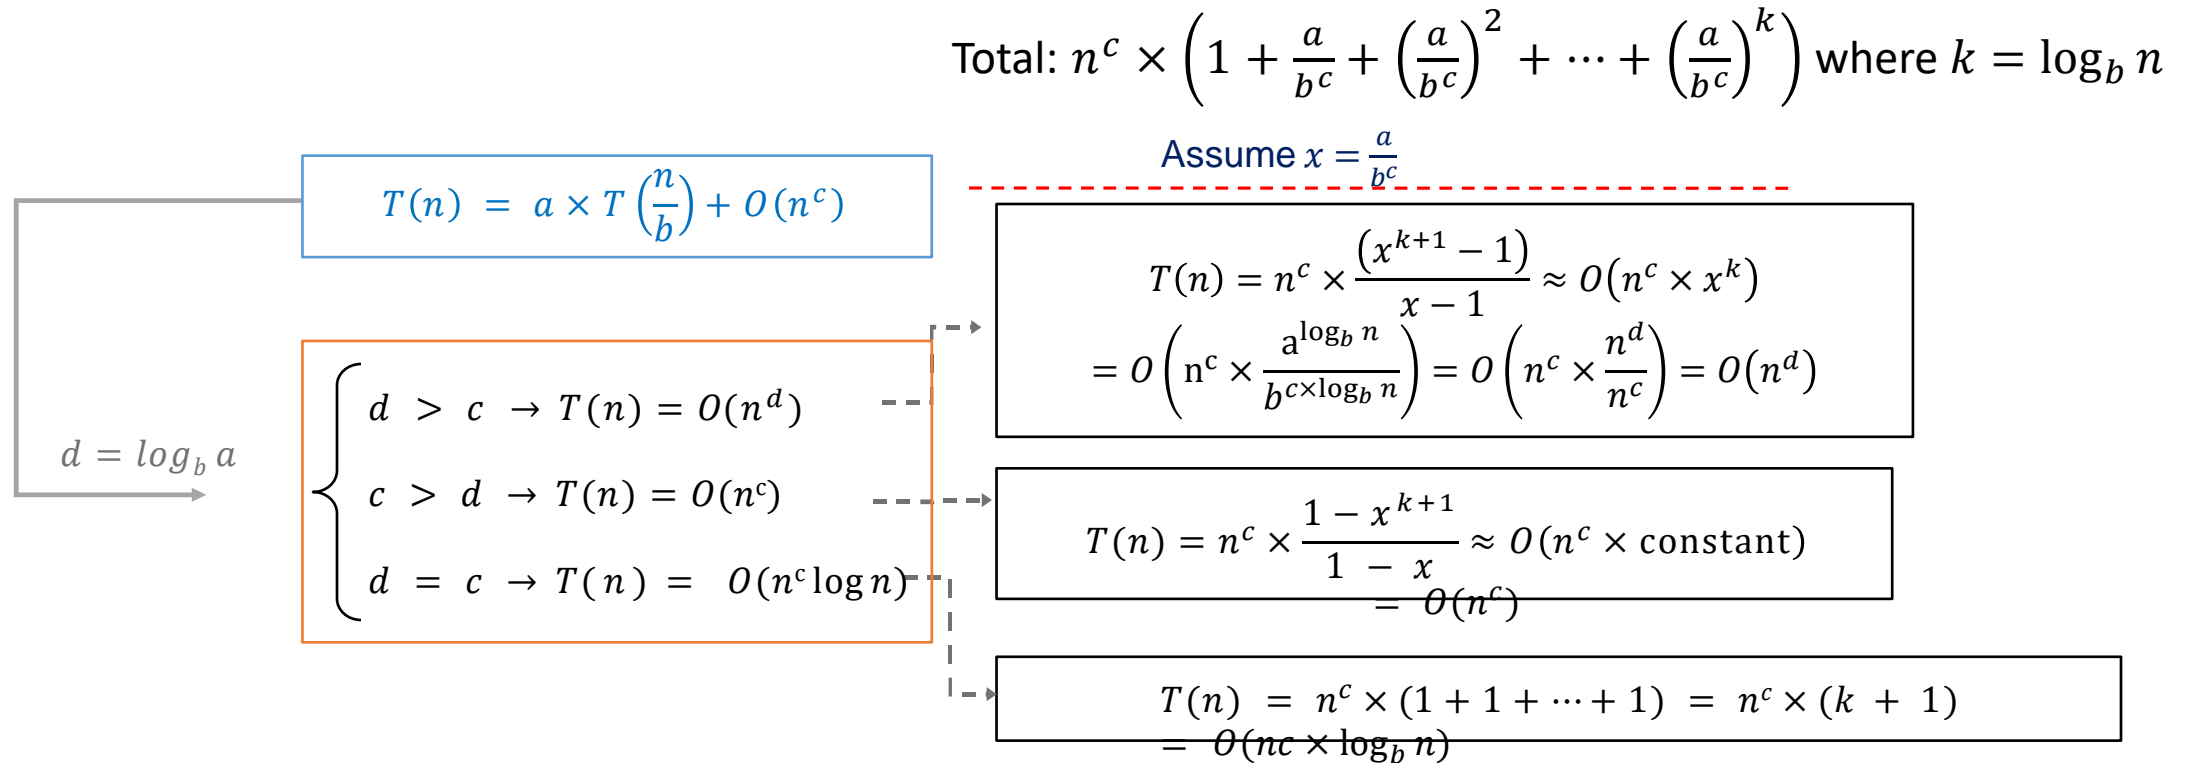 Total: n^c × (1 + a/b^c + (a/b^c)^2 + ⋯ + (a/b^c)^k) where k = log_b n
Assume x = a/b^c
T(n) = a × T(n/b) + O(n^c)
d = log_b a
d > c → T(n) = O(n^d)
c > d → T(n) = O(n^c)
d = c → T(n) = O(n^c log n)
T(n) = n^c × (x^{k+1} − 1)/(x − 1) ≈ O(n^c × x^k)
= O(n^c × a^{log_b n}/b^{c×log_b n}) = O(n^c × n^d/n^c) = O(n^d)
T(n) = n^c × (1 − x^{k+1})/(1 − x) ≈ O(n^c × constant)
= O(n^c)
T(n) = n^c × (1 + 1 + ⋯ + 1) = n^c × (k + 1)
= O(nc × log_b n)